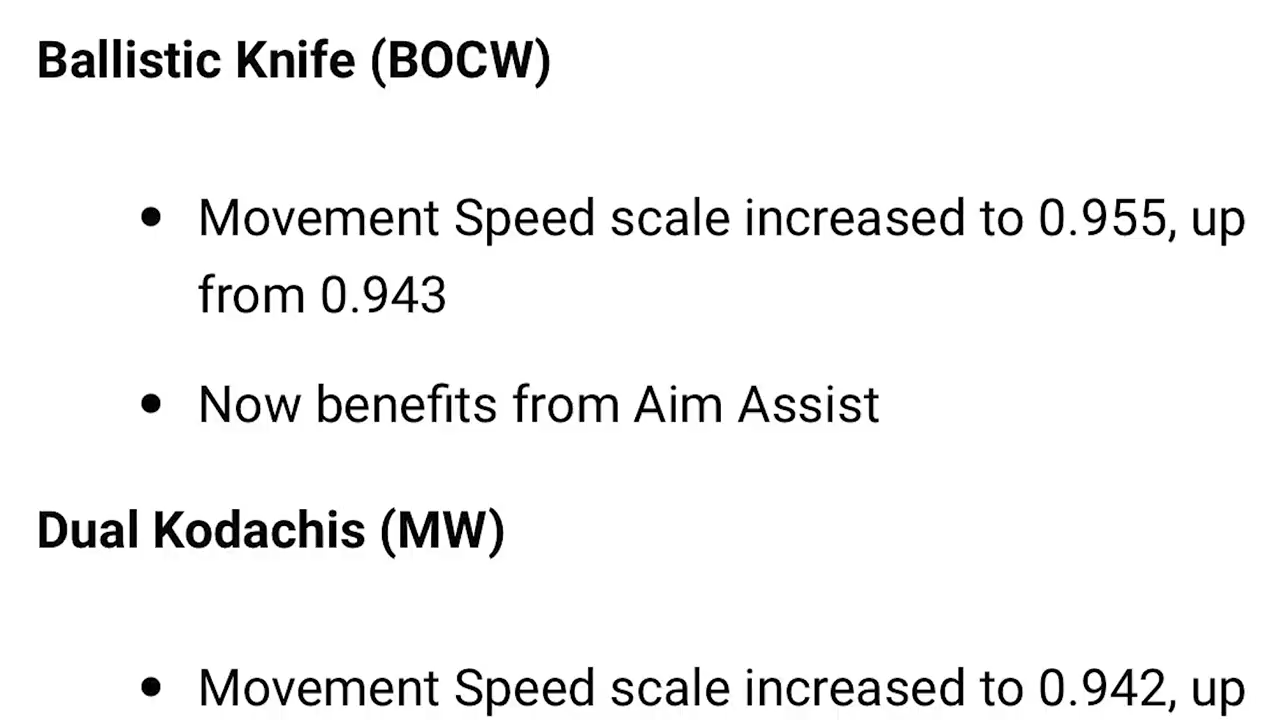 Ballistic Knife (BOCW)
• Movement Speed scale increased to 0.955, up
from 0.943
• Now benefits from Aim Assist
Dual Kodachis (MW)
• Movement Speed scale increased to 0.942, up